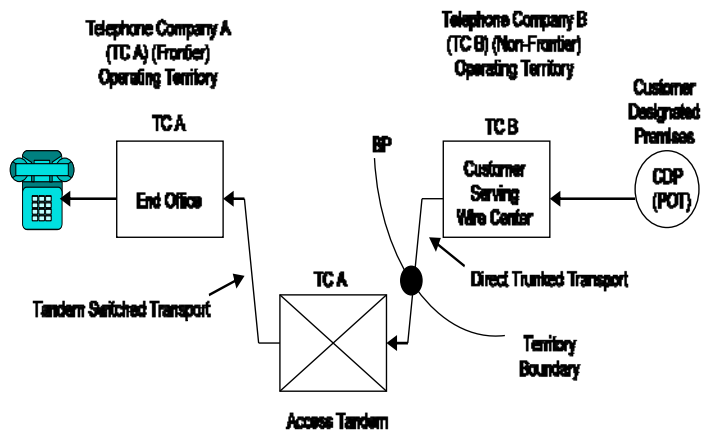 Telephone Company A
(TC A) (Frontier)
Operating Territory
Telephone Company B
(TC B) (Non-Frontier)
Operating Territory
Customer
Designated
Premises
TC A
BP
TC B
End Office
Customer
Serving
Wire Center
CDP
(POT)
TC A
Direct Trunked Transport
Tandem Switched Transport
Territory
Boundary
Access Tandem